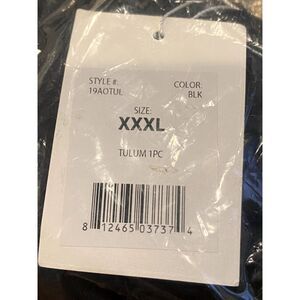 STYLE #: COLOR:
19AOTUL BLK
SIZE:
XXXL
TULUM 1PC
8 12465 03737 4